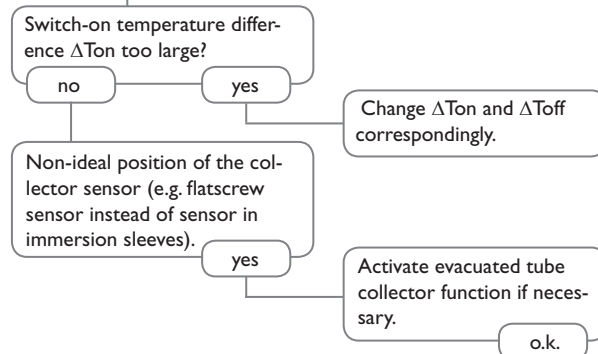 Switch-on temperature differ-
ence ΔTon too large?
no
yes
Change ΔTon and ΔToff
correspondingly.
Non-ideal position of the col-
lector sensor (e.g. flatscrew
sensor instead of sensor in
immersion sleeves).
yes
Activate evacuated tube
collector function if neces-
sary.
o.k.